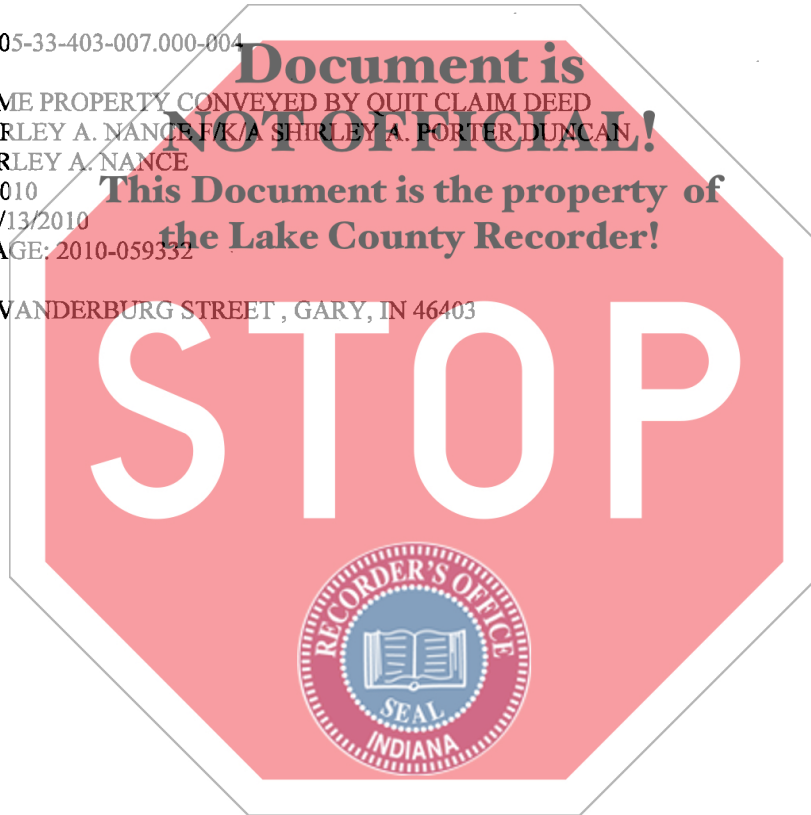 05-33-403-007.000-004
Document is
ME PROPERTY CONVEYED BY QUIT CLAIM DEED
RLEY A. NANCE F/K/A SHIRLEY A. PORTER DUNCAN,
NOT OFFICIAL!
RLEY A. NANCE
010
This Document is the property of
/13/2010
the Lake County Recorder!
AGE: 2010-059332
VANDERBURG STREET , GARY, IN 46403
STOP
RECORDER'S OFFICE
SEAL
INDIANA